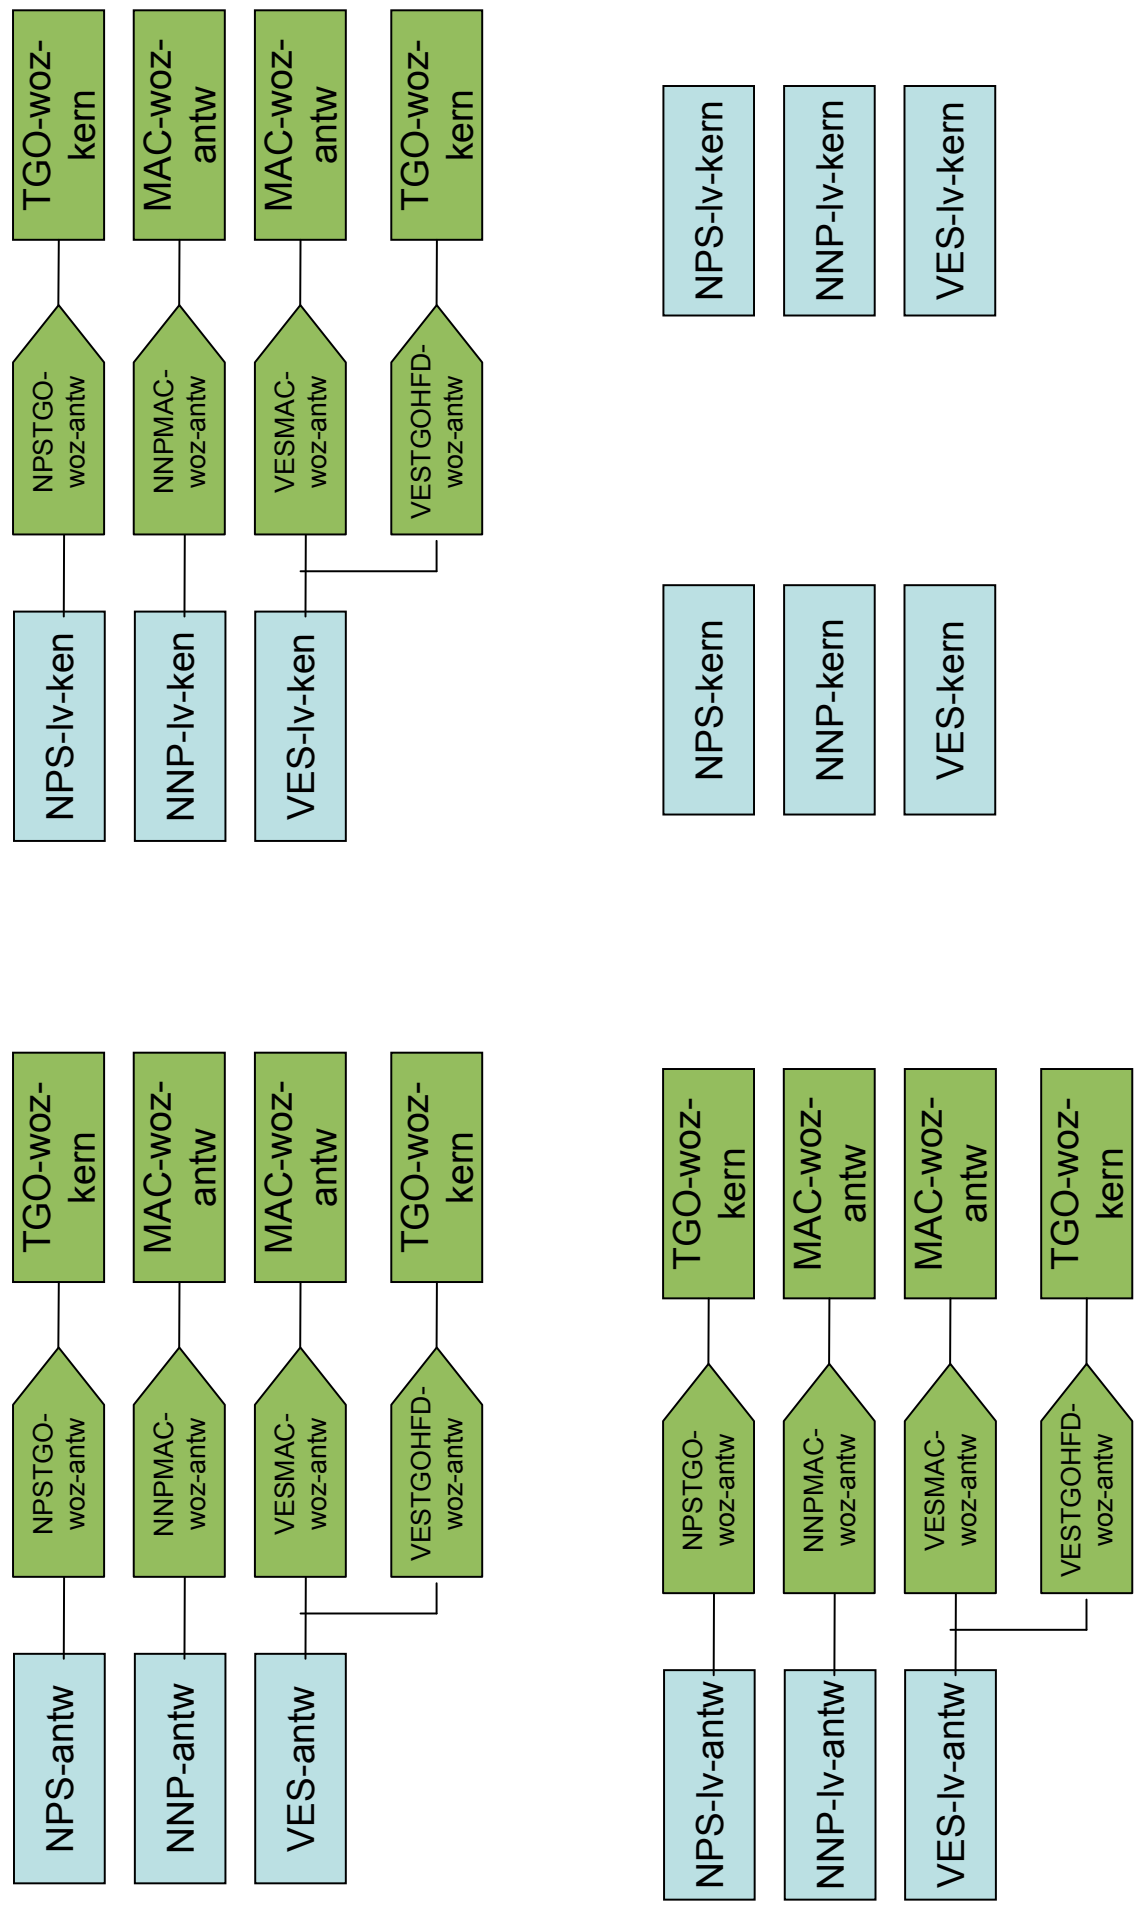 NPS-antw
NPSTGO-
woz-antw
TGO-woz-
kern
NNP-antw
NNPMAC-
woz-antw
MAC-woz-
antw
VES-antw
VESMAC-
woz-antw
MAC-woz-
antw
VESTGOHFD-
woz-antw
TGO-woz-
kern
NPS-lv-ken
NPSTGO-
woz-antw
TGO-woz-
kern
NNP-lv-ken
NNPMAC-
woz-antw
MAC-woz-
antw
VES-lv-ken
VESMAC-
woz-antw
MAC-woz-
antw
VESTGOHFD-
woz-antw
TGO-woz-
kern
NPS-lv-antw
NPSTGO-
woz-antw
TGO-woz-
kern
NNP-lv-antw
NNPMAC-
woz-antw
MAC-woz-
antw
VES-lv-antw
VESMAC-
woz-antw
MAC-woz-
antw
VESTGOHFD-
woz-antw
TGO-woz-
kern
NPS-kern
NNP-kern
VES-kern
NPS-lv-kern
NNP-lv-kern
VES-lv-kern